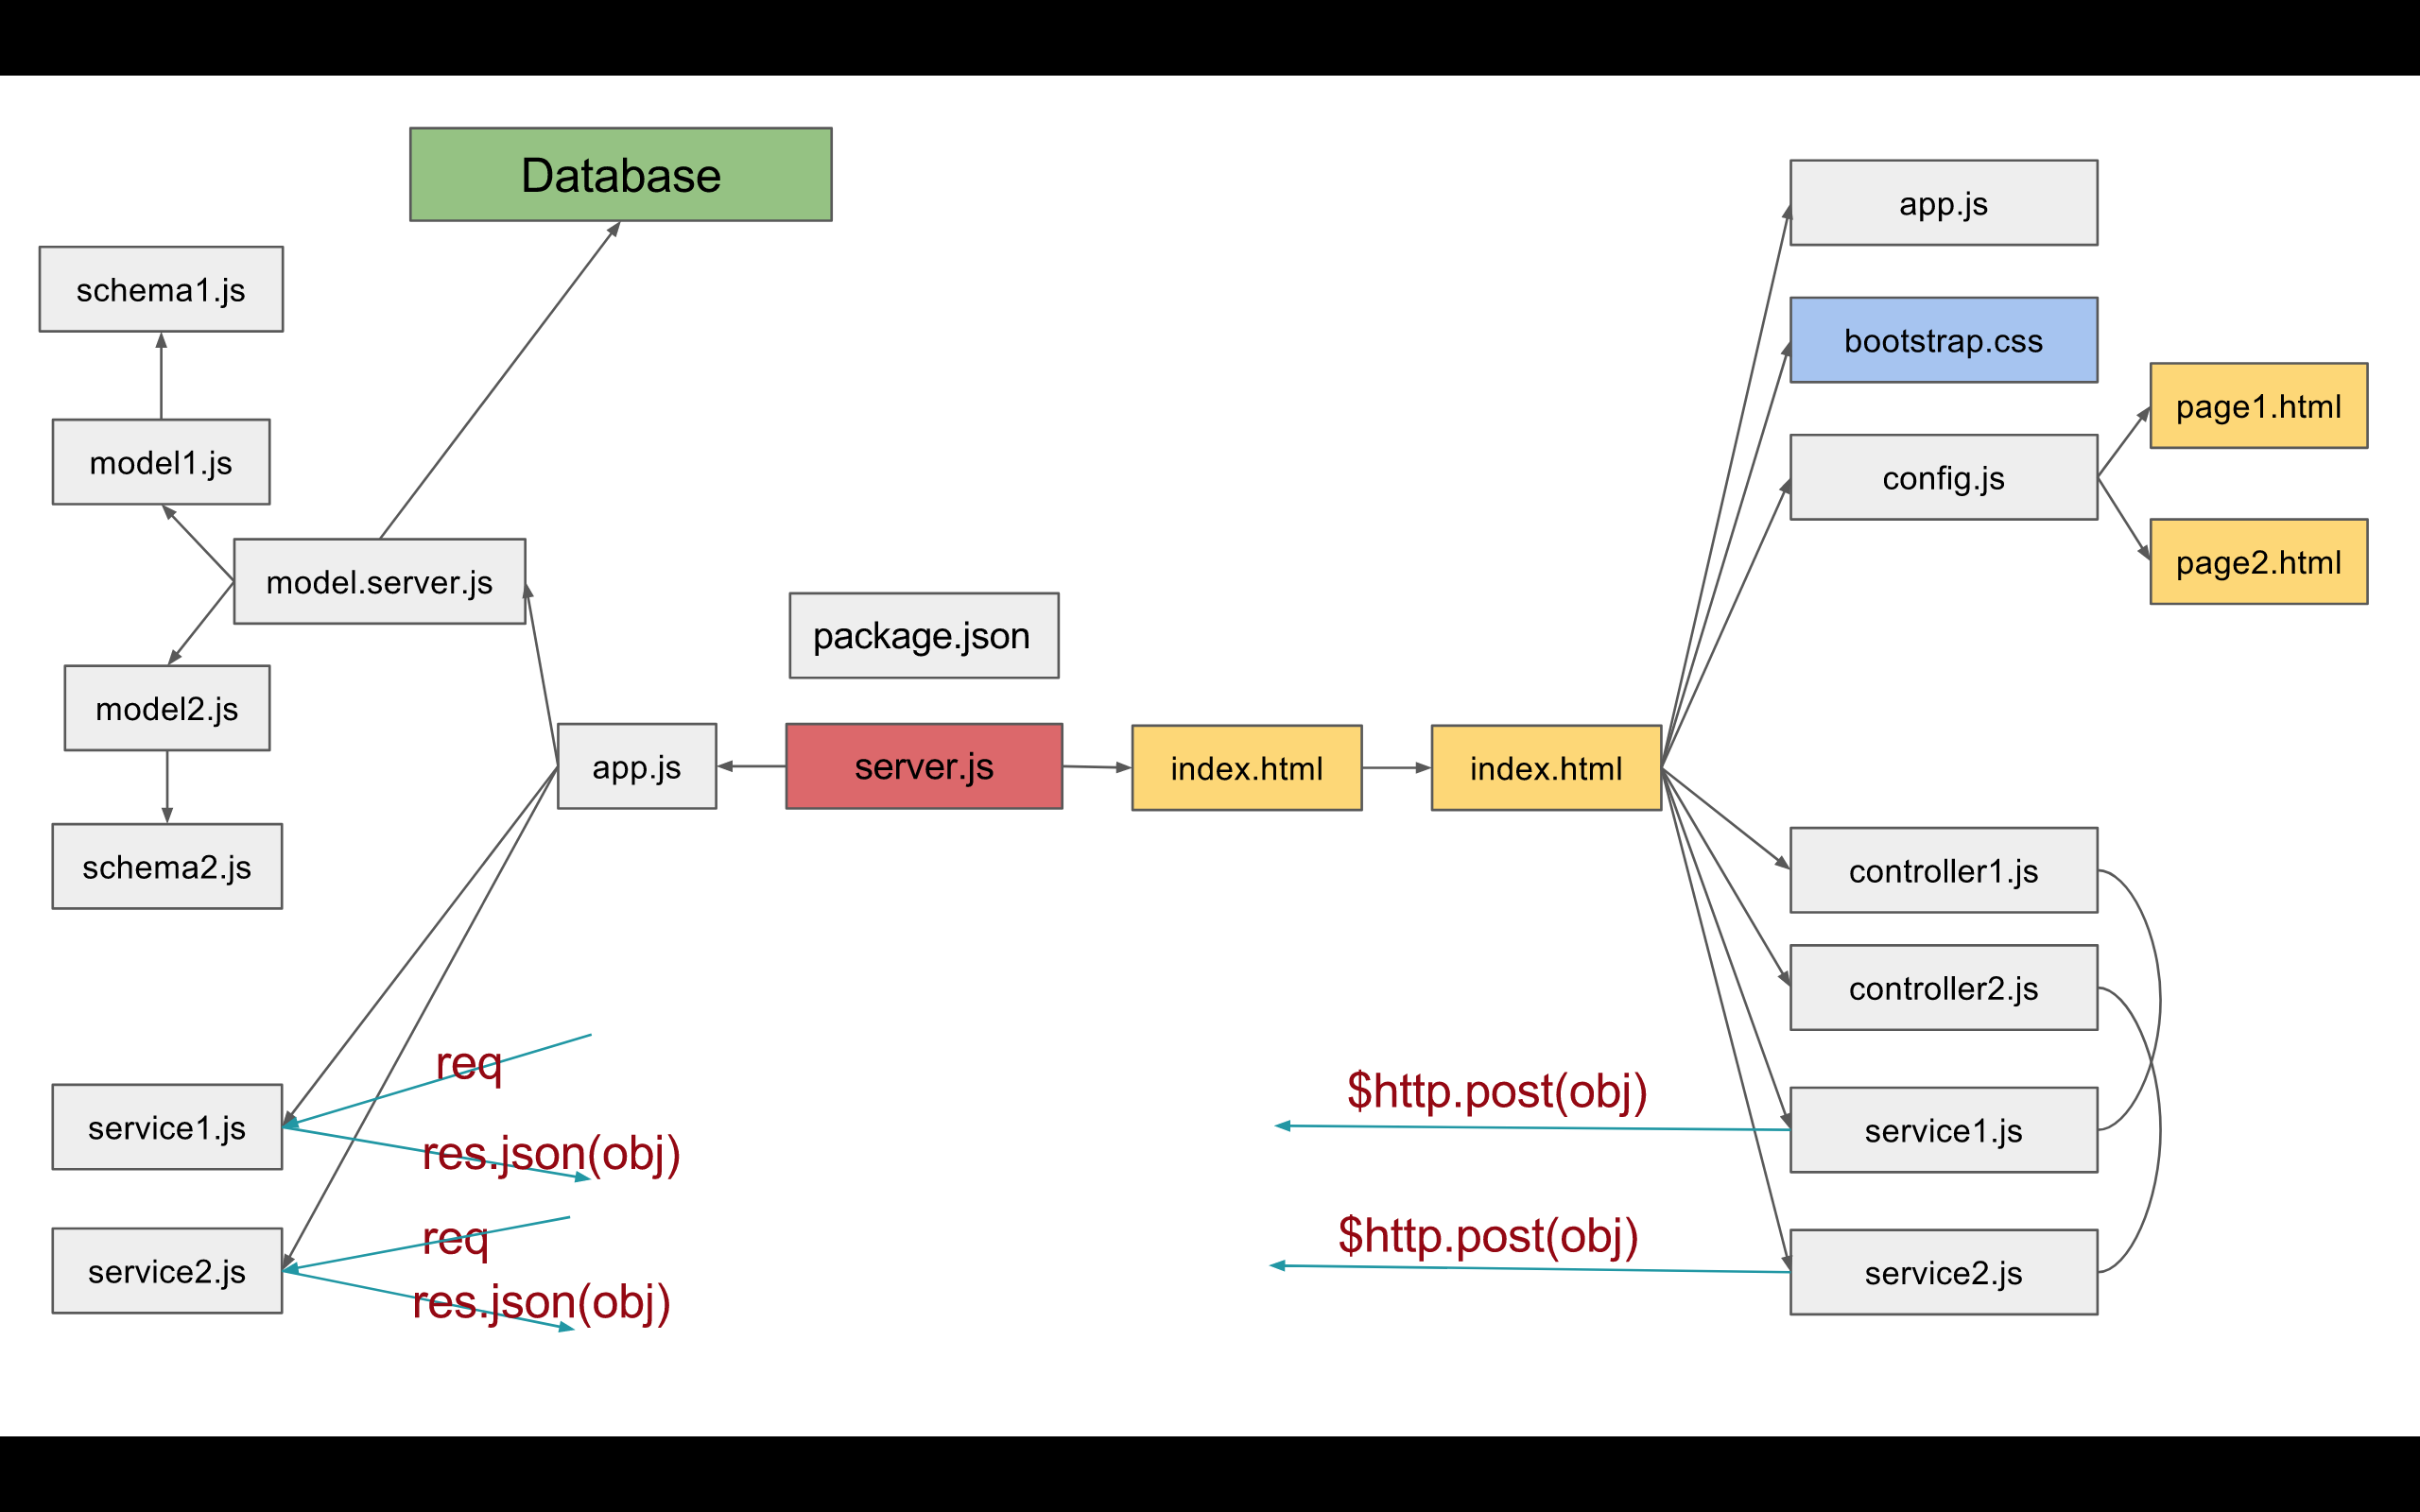 Database
app.js
schema1.js
bootstrap.css
page1.html
model1.js
config.js
page2.html
model.server.js
package.json
model2.js
app.js
server.js
index.html
index.html
schema2.js
controller1.js
controller2.js
req
$http.post(obj)
service1.js
res.json(obj)
service1.js
req
$http.post(obj)
service2.js
res.json(obj)
service2.js